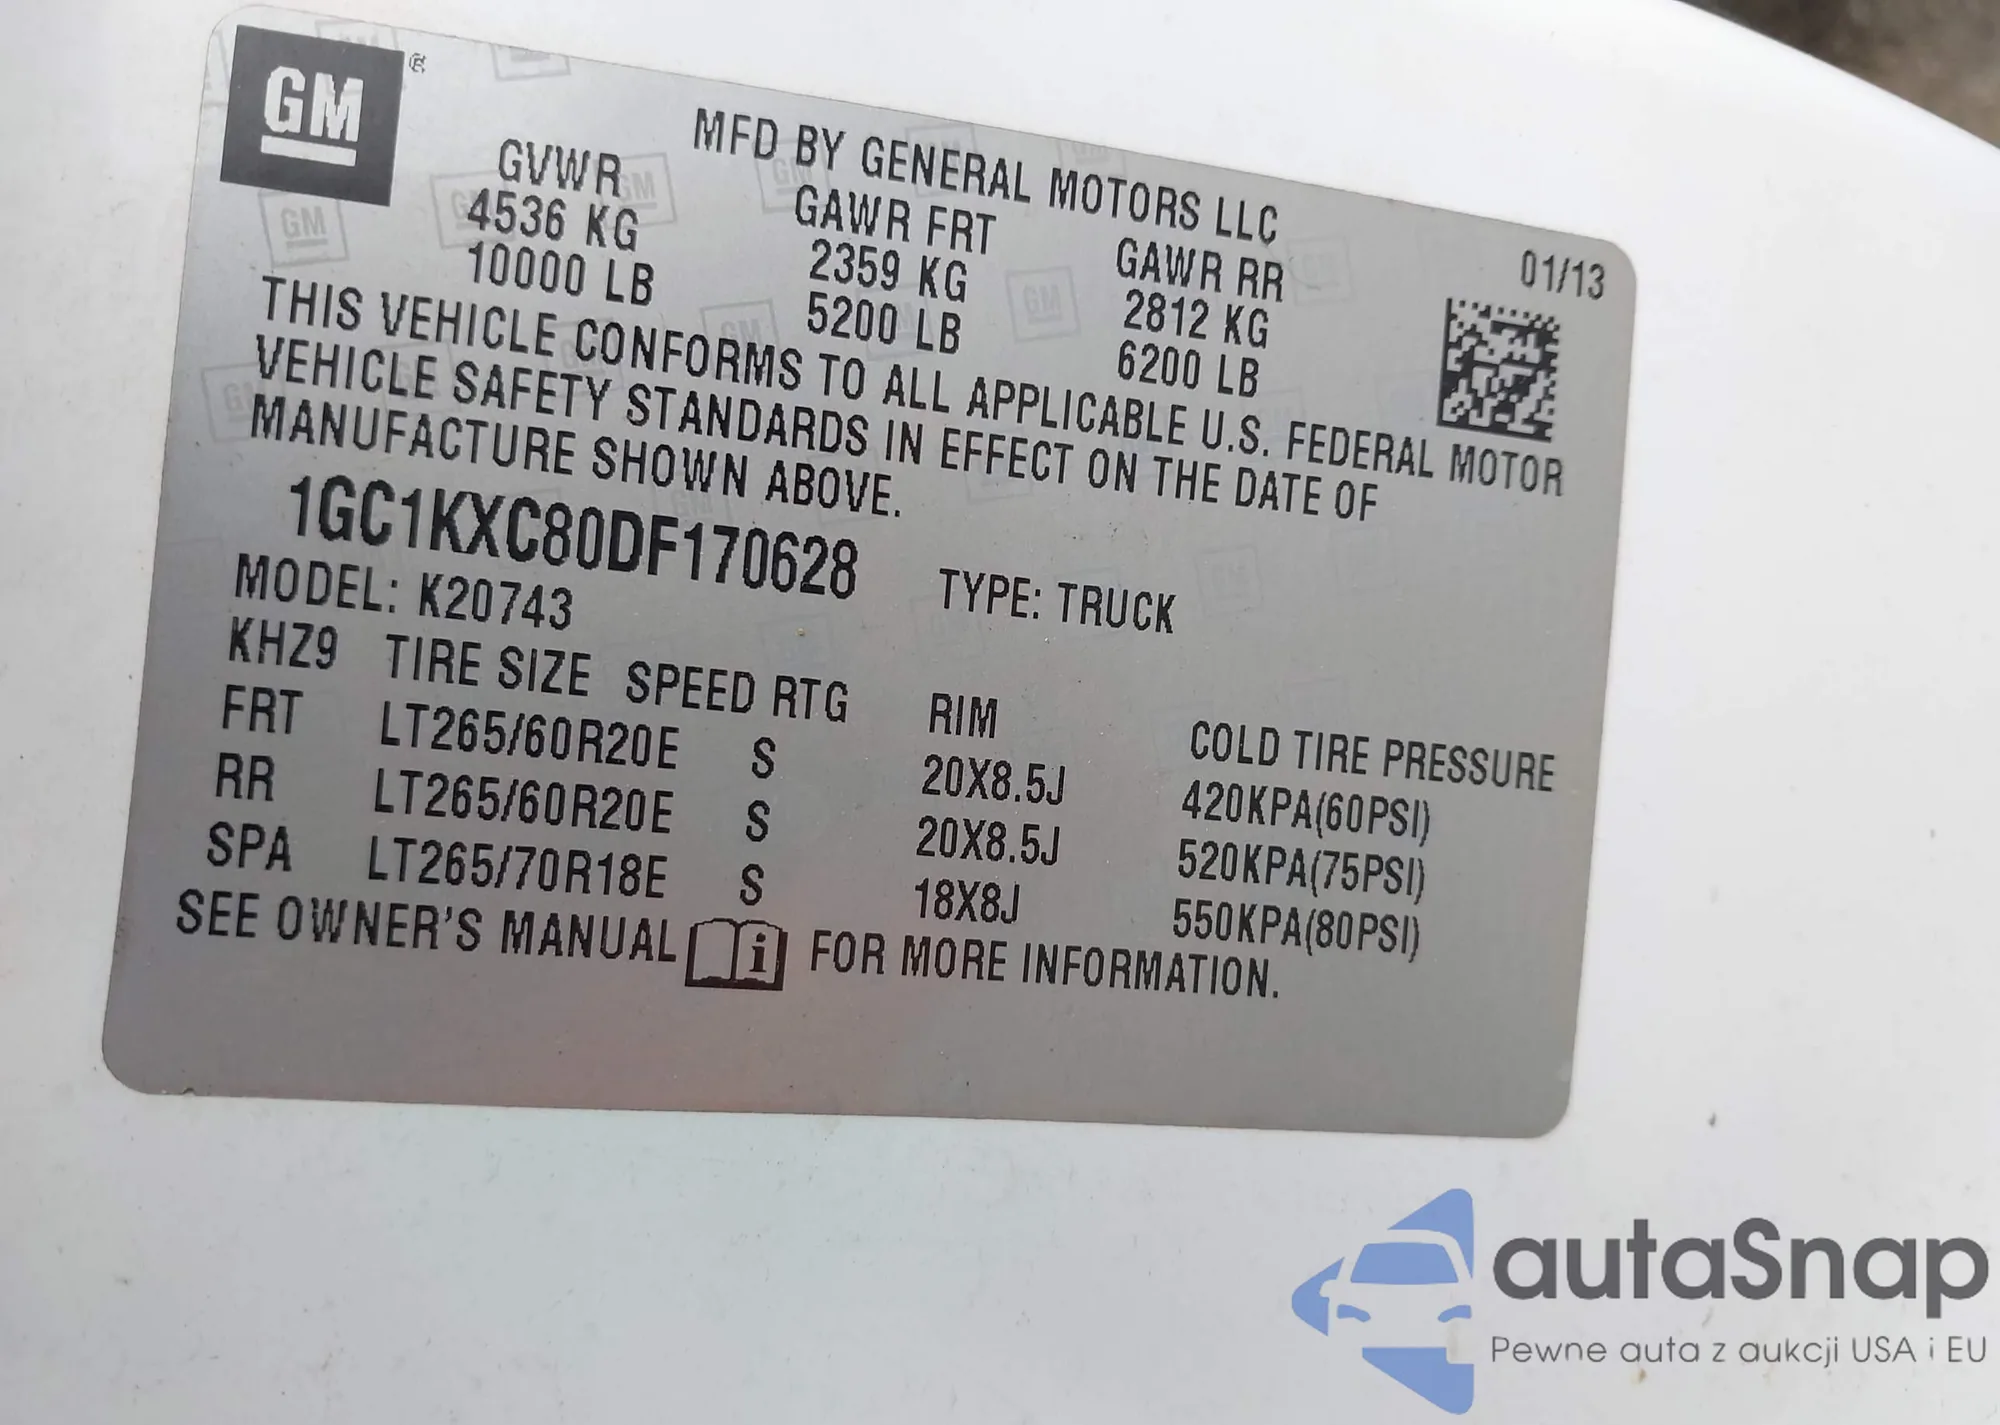 GM
MFD BY GENERAL MOTORS LLC
01/13
GVWR GAWR FRT GAWR RR
4536 KG 2359 KG 2812 KG
10000 LB 5200 LB 6200 LB
THIS VEHICLE CONFORMS TO ALL APPLICABLE U.S. FEDERAL MOTOR
VEHICLE SAFETY STANDARDS IN EFFECT ON THE DATE OF
MANUFACTURE SHOWN ABOVE.
1GC1KXC80DF170628 TYPE: TRUCK
MODEL: K20743
KHZ9 TIRE SIZE SPEED RTG RIM COLD TIRE PRESSURE
FRT LT265/60R20E S 20X8.5J 420KPA(60PSI)
RR LT265/60R20E S 20X8.5J 520KPA(75PSI)
SPA LT265/70R18E S 18X8J 550KPA(80PSI)
SEE OWNER'S MANUAL i FOR MORE INFORMATION.
autaSnap
Pewne auta z aukcji USA i EU